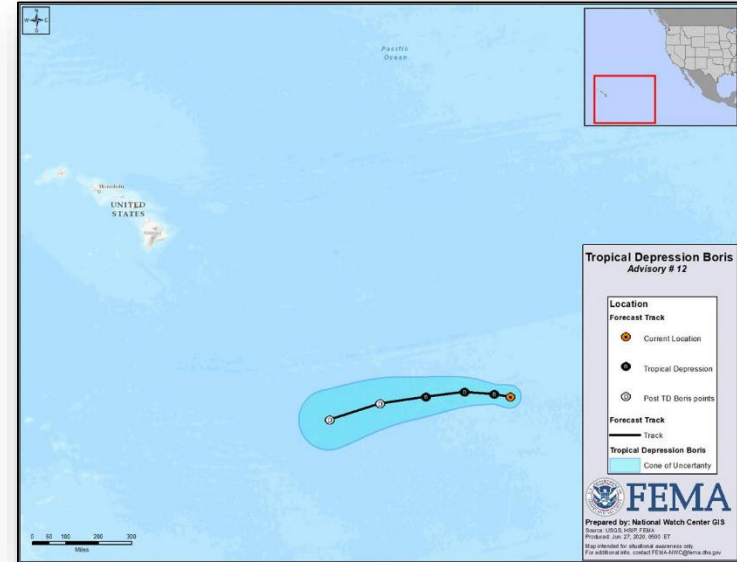 N
W E
S
Pacific
Ocean
Honolulu
UNITED
STATES
Tropical Depression Boris
Advisory # 12
Location
Forecast Track
Current Location
D Tropical Depression
D Post TD Boris points
Forecast Track
Track
Tropical Depression Boris
Cone of Uncertainty
FEMA
Prepared by: National Watch Center GIS
Source: USGS, HSIP, FEMA
Produced: Jun. 27, 2020, 0500 ET
Map intended for situational awareness only
For additional info, contact FEMA-NWC@fema.dhs.gov
D D D D D
0 50 100 200 300
Miles